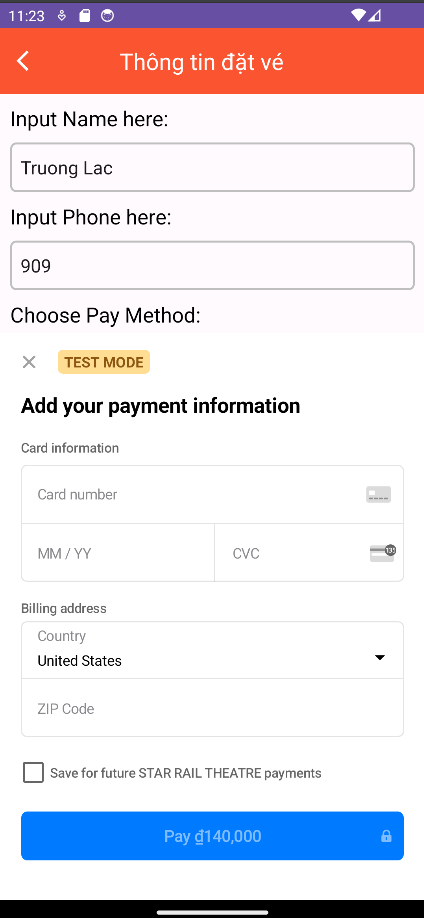 11:23
Thông tin đặt vé
Input Name here:
Truong Lac
Input Phone here:
909
Choose Pay Method:
TEST MODE
Add your payment information
Card information
Card number
MM / YY
CVC
Billing address
Country
United States
ZIP Code
Save for future STAR RAIL THEATRE payments
Pay ₫140,000